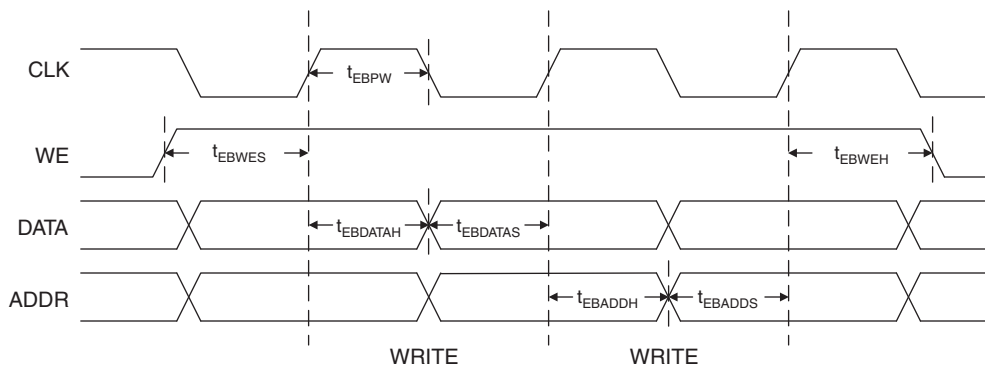 CLK
t_EBPW
WE
t_EBWES
t_EBWEH
DATA
t_EBDATAH
t_EBDATAS
ADDR
t_EBADDH
t_EBADDS
WRITE
WRITE